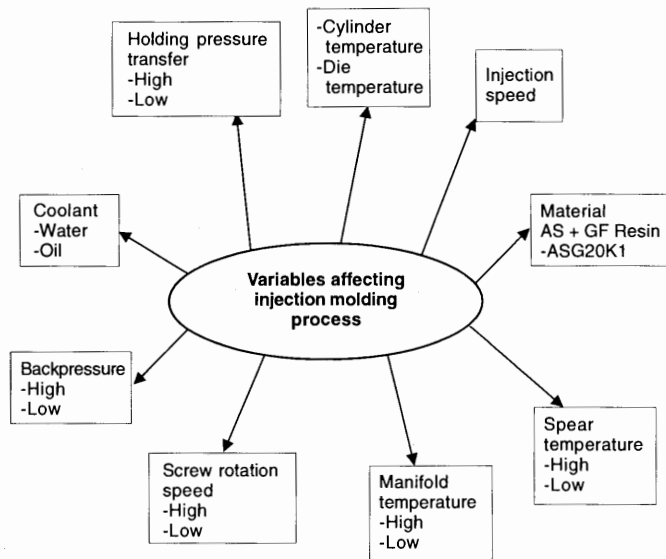 Holding pressure
transfer
-High
-Low
-Cylinder
temperature
-Die
temperature
Injection
speed
Coolant
-Water
-Oil
Material
AS + GF Resin
-ASG20K1
Variables affecting
injection molding
process
Backpressure
-High
-Low
Spear
temperature
-High
-Low
Screw rotation
speed
-High
-Low
Manifold
temperature
-High
-Low